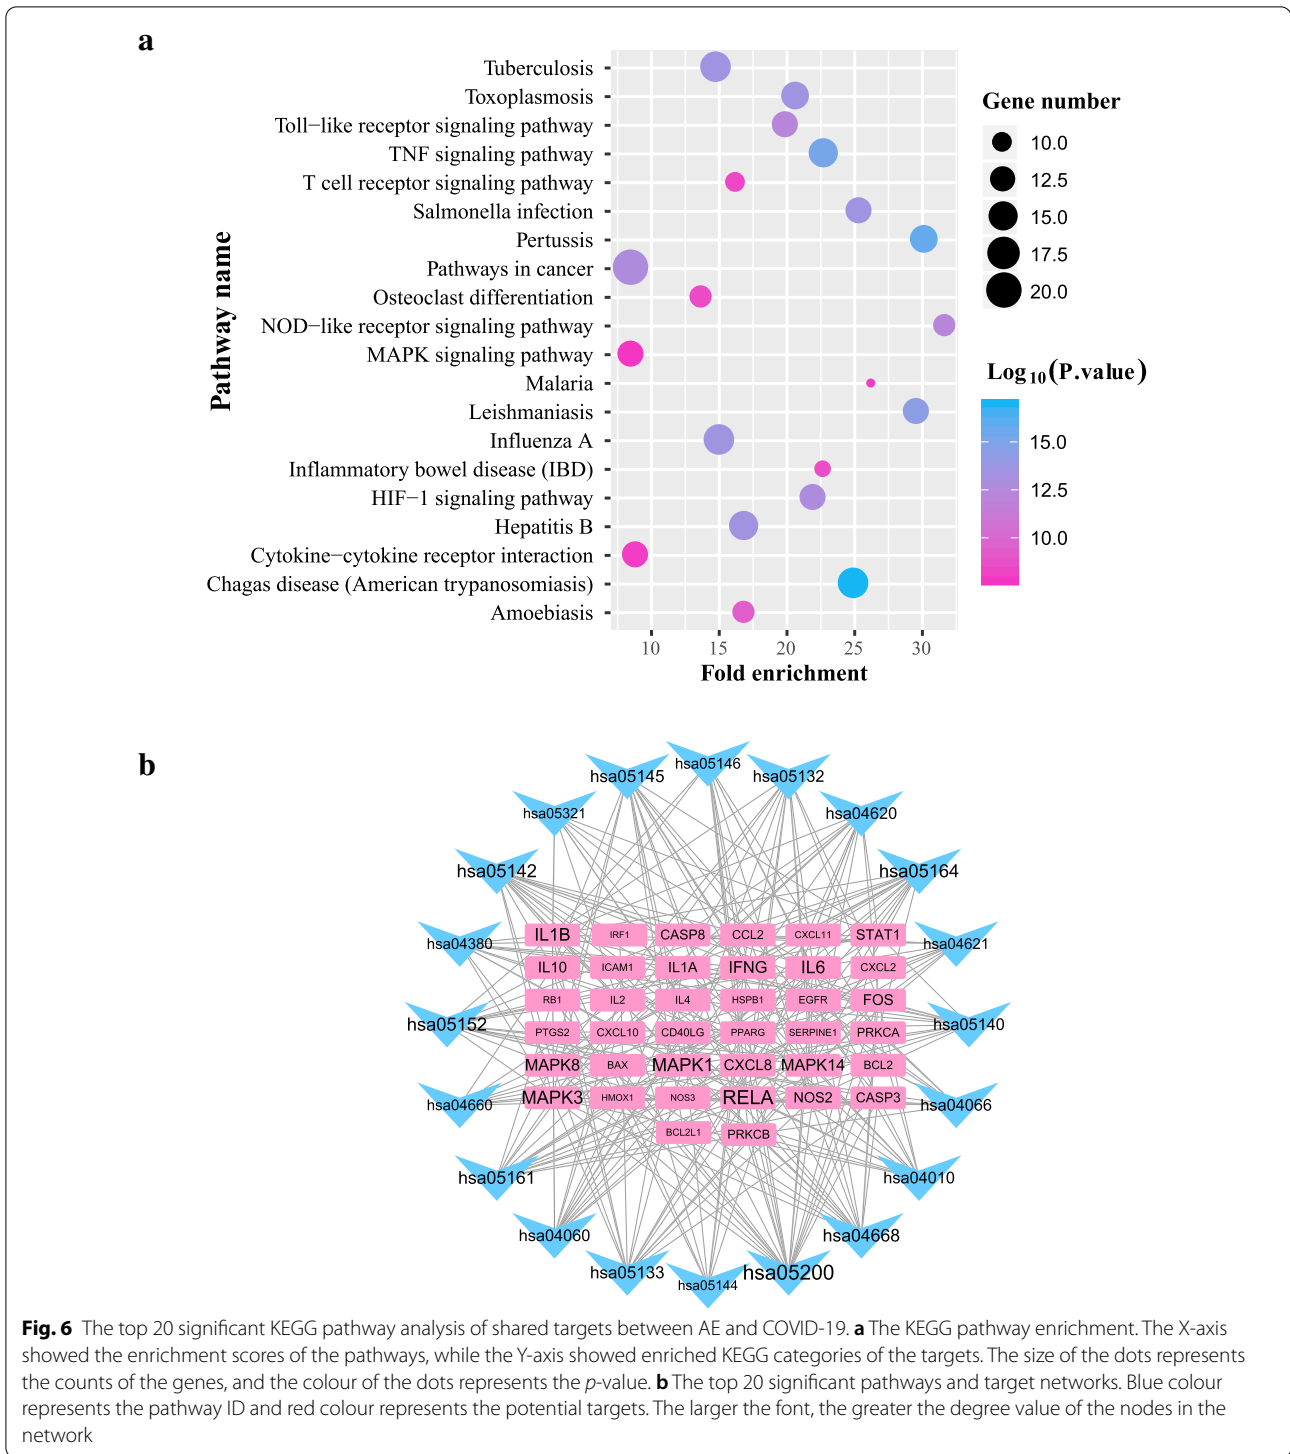 a
Pathway name
Tuberculosis
Toxoplasmosis
Toll−like receptor signaling pathway
TNF signaling pathway
T cell receptor signaling pathway
Salmonella infection
Pertussis
Pathways in cancer
Osteoclast differentiation
NOD−like receptor signaling pathway
MAPK signaling pathway
Malaria
Leishmaniasis
Influenza A
Inflammatory bowel disease (IBD)
HIF−1 signaling pathway
Hepatitis B
Cytokine−cytokine receptor interaction
Chagas disease (American trypanosomiasis)
Amoebiasis
10 15 20 25 30
Fold enrichment
Gene number
10.0
12.5
15.0
17.5
20.0
Log10(P.value)
15.0
12.5
10.0
b
hsa05146
hsa05145 hsa05132
hsa05321 hsa04620
hsa05142 hsa05164
hsa04380 hsa04621
IL1B IRF1 CASP8 CCL2 CXCL11 STAT1
IL10 ICAM1 IL1A IFNG IL6 CXCL2
RB1 IL2 IL4 HSPB1 EGFR FOS
hsa05152 hsa05140
PTGS2 CXCL10 CD40LG PPARG SERPINE1 PRKCA
MAPK8 BAX MAPK1 CXCL8 MAPK14 BCL2
MAPK3 HMOX1 NOS3 RELA NOS2 CASP3
hsa04660 hsa04066
BCL2L1 PRKCB
hsa05161 hsa04010
hsa04060 hsa04668
hsa05133 hsa05200
hsa05144
Fig. 6 The top 20 significant KEGG pathway analysis of shared targets between AE and COVID-19. a The KEGG pathway enrichment. The X-axis
showed the enrichment scores of the pathways, while the Y-axis showed enriched KEGG categories of the targets. The size of the dots represents
the counts of the genes, and the colour of the dots represents the p-value. b The top 20 significant pathways and target networks. Blue colour
represents the pathway ID and red colour represents the potential targets. The larger the font, the greater the degree value of the nodes in the
network